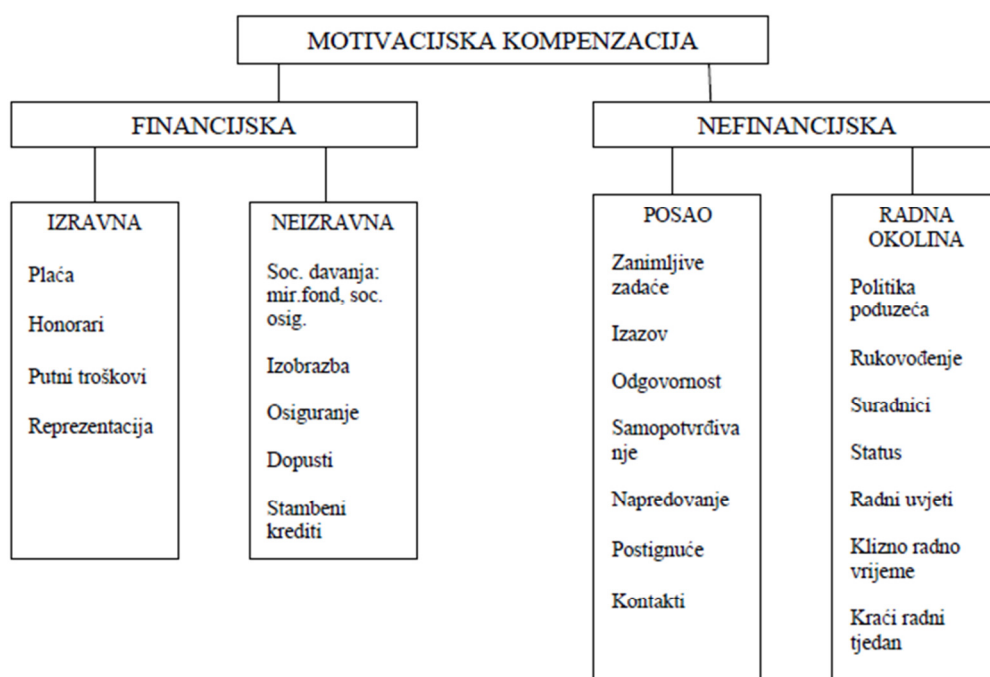 MOTIVACIJSKA KOMPENZACIJA
FINANCIJSKA
NEFINANCIJSKA
IZRAVNA
Plaća
Honorari
Putni troškovi
Reprezentacija
NEIZRAVNA
Soc. davanja:
mir.fond, soc.
osig.
Izobrazba
Osiguranje
Dopusti
Stambeni
krediti
POSAO
Zanimljive
zadaće
Izazov
Odgovornost
Samopotvrđiva
nje
Napredovanje
Postignuće
Kontakti
RADNA
OKOLINA
Politika
poduzeća
Rukovođenje
Suradnici
Status
Radni uvjeti
Klizno radno
vrijeme
Kraći radni
tjedan